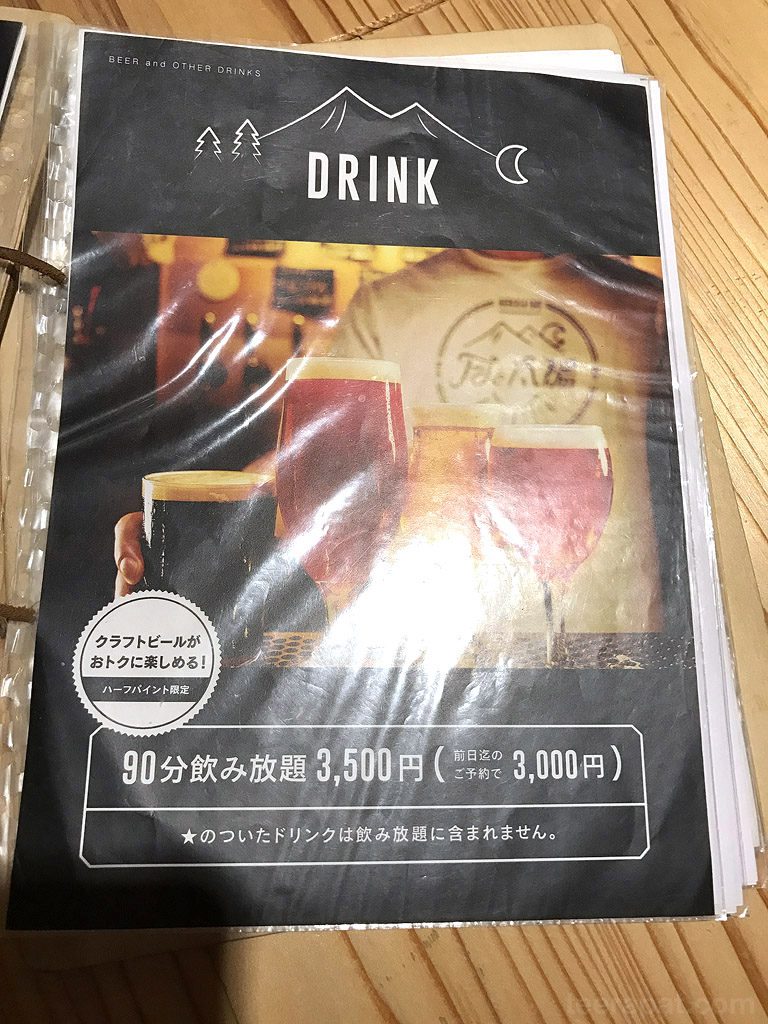 BEER and OTHER DRINKS
DRINK
クラフトビールが
おトクに楽しめる！
ハーフパイント限定
90分飲み放題 3,500円（前日迄のご予約で 3,000円）
★のついたドリンクは飲み放題に含まれません。
teerapat.com